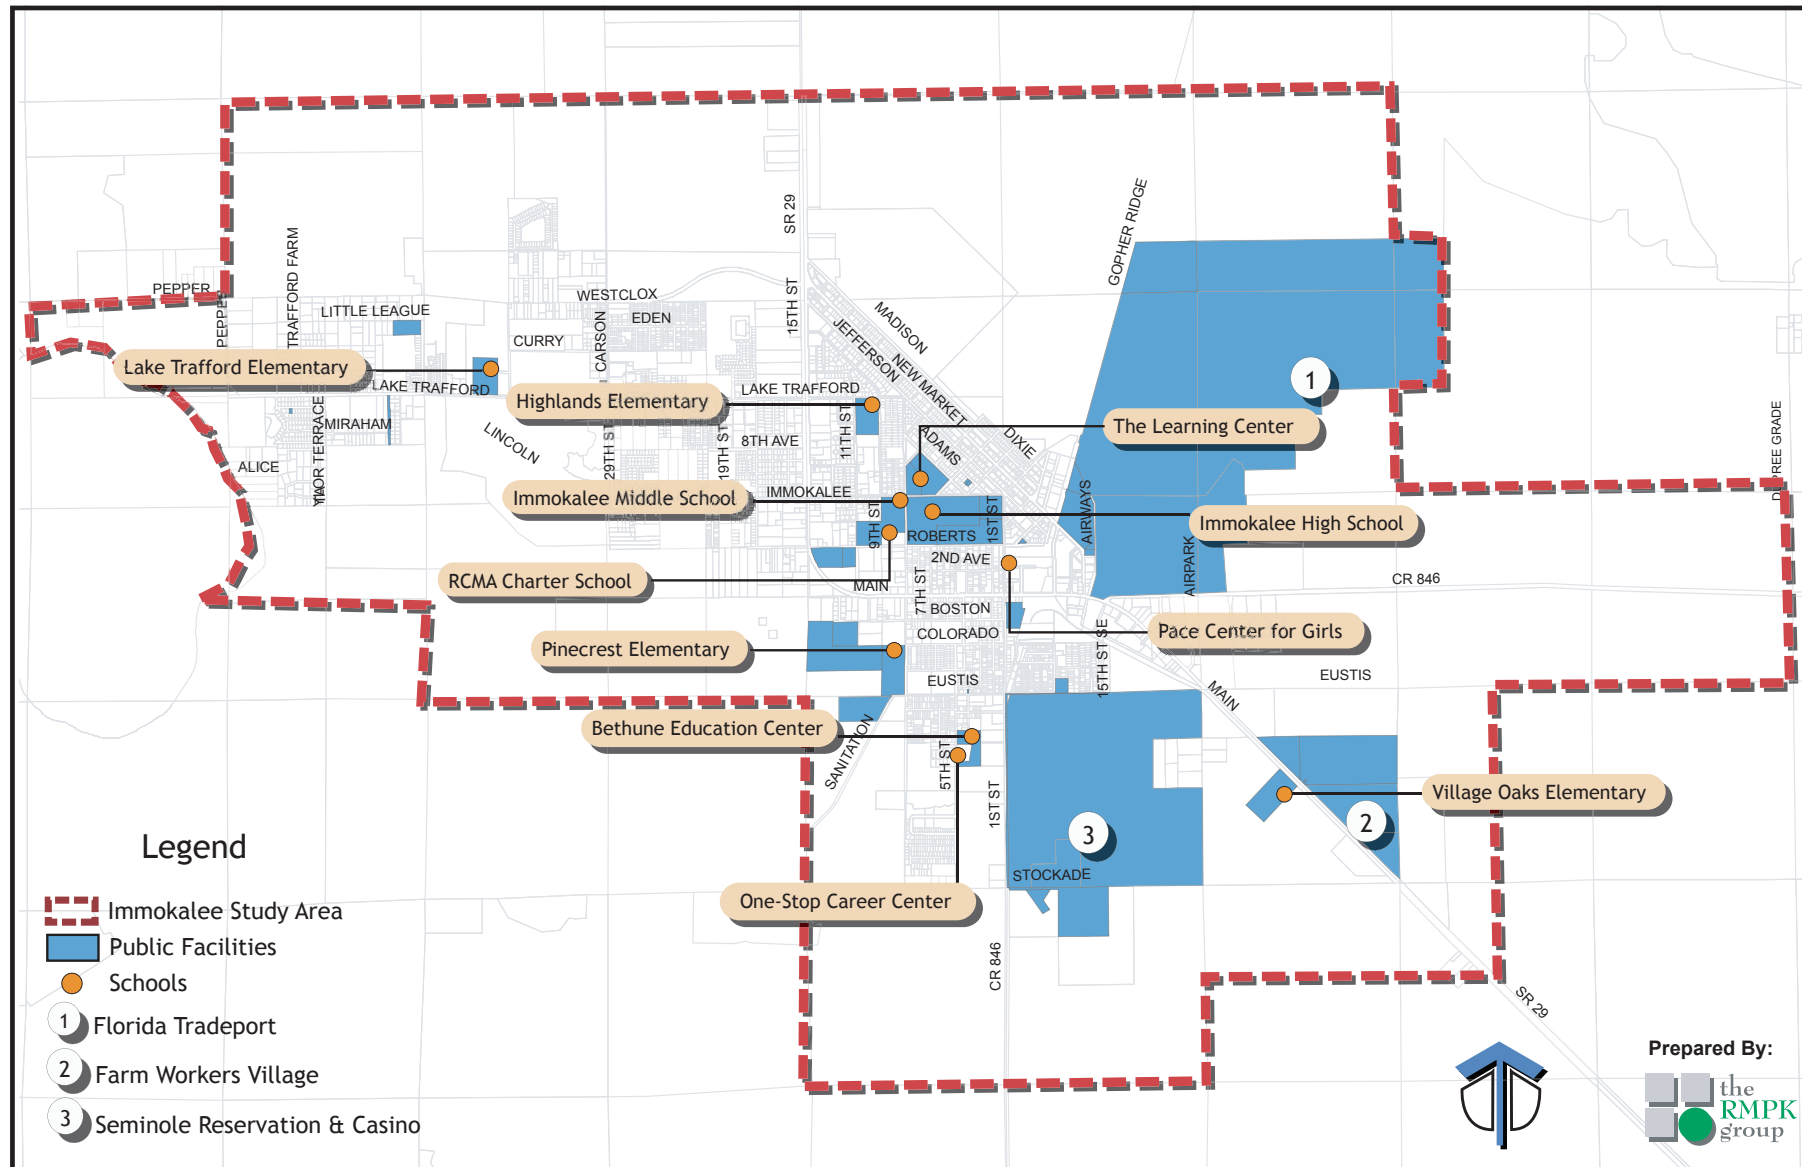 SR 29
GOPHER RIDGE
PEPPER
PEPPER
TRAFFORD FARM
LITTLE LEAGUE
WESTCLOX
EDEN
CARSON
CURRY
15TH ST
MADISON
JEFFERSON
NEW MARKET
Lake Trafford Elementary
LAKE TRAFFORD
Highlands Elementary
LAKE TRAFFORD
1
The Learning Center
DIXIE
ADAMS
DUPREE GRADE
MIRAHAM
LINCOLN
29TH ST
19TH ST
8TH AVE
11TH ST
ALICE
TAYLOR TERRACE
Immokalee Middle School
IMMOKALEE
9TH ST
1ST ST
AIRWAYS
Immokalee High School
ROBERTS
2ND AVE
AIRPARK
RCMA Charter School
MAIN
7TH ST
CR 846
BOSTON
COLORADO
Pace Center for Girls
Pinecrest Elementary
15TH ST SE
EUSTIS
EUSTIS
MAIN
Bethune Education Center
SANITATION
5TH ST
1ST ST
Village Oaks Elementary
2
3
STOCKADE
One-Stop Career Center
CR 846
SR 29
Legend
Immokalee Study Area
Public Facilities
Schools
1 Florida Tradeport
2 Farm Workers Village
3 Seminole Reservation & Casino
Prepared By:
the
RMPK
group